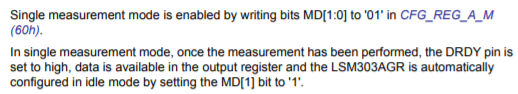 Single measurement mode is enabled by writing bits MD[1:0] to '01' in CFG_REG_A_M
(60h).
In single measurement mode, once the measurement has been performed, the DRDY pin is
set to high, data is available in the output register and the LSM303AGR is automatically
configured in idle mode by setting the MD[1] bit to '1'.